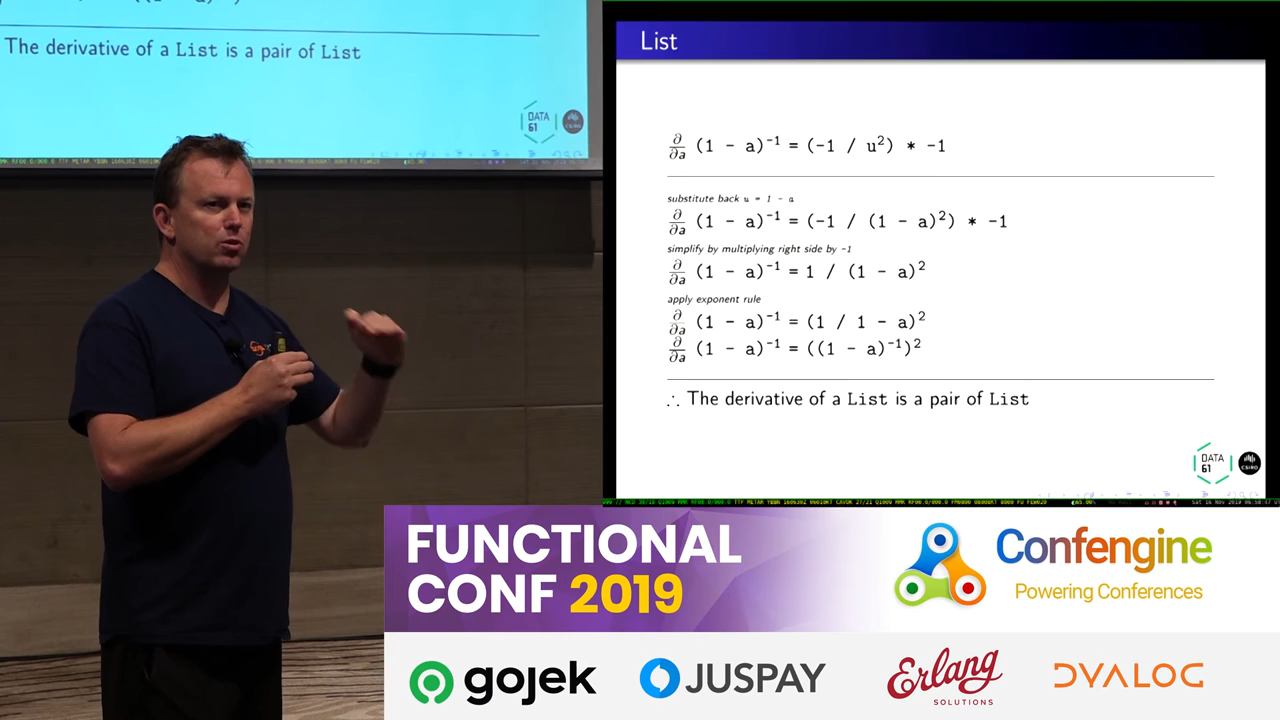 The derivative of a List is a pair of List
DATA
61
List
∂/∂a (1 - a)⁻¹ = (-1 / u²) * -1
substitute back u = 1 - a
∂/∂a (1 - a)⁻¹ = (-1 / (1 - a)²) * -1
simplify by multiplying right side by -1
∂/∂a (1 - a)⁻¹ = 1 / (1 - a)²
apply exponent rule
∂/∂a (1 - a)⁻¹ = (1 / 1 - a)²
∂/∂a (1 - a)⁻¹ = ((1 - a)⁻¹)²
∴ The derivative of a List is a pair of List
DATA
61
CSIRO
FUNCTIONAL
CONF 2019
Confengine
Powering Conferences
gojek
JUSPAY
Erlang
SOLUTIONS
DYALOG